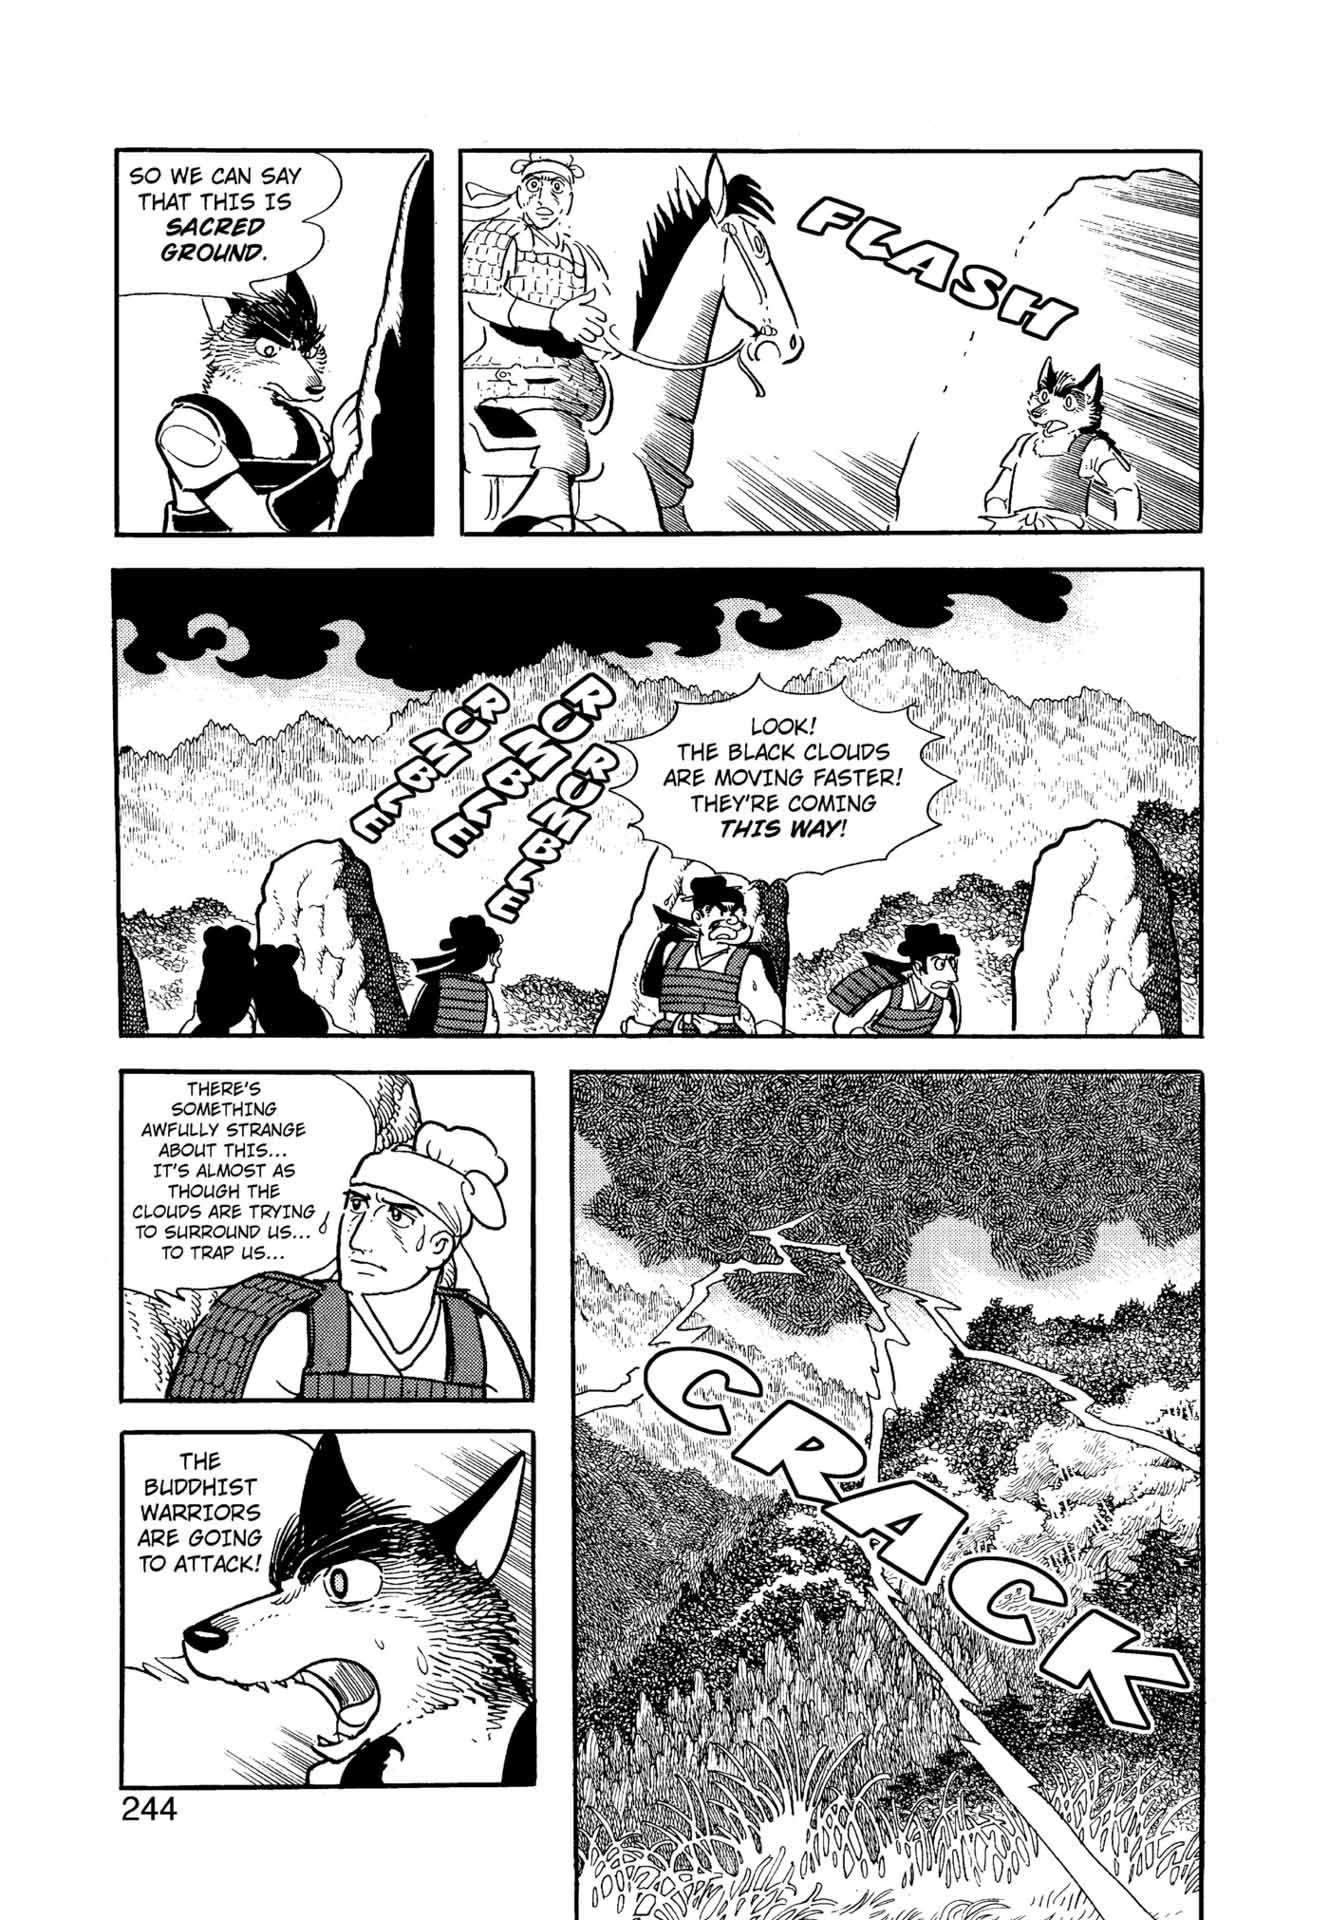 SO WE CAN SAY
THAT THIS IS
SACRED
GROUND.
FLASH
RUMBLE
RUMBLE
RUMBLE
RUMBLE
LOOK!
THE BLACK CLOUDS
ARE MOVING FASTER!
THEY'RE COMING
THIS WAY!
THERE'S
SOMETHING
AWFULLY STRANGE
ABOUT THIS...
IT'S ALMOST AS
THOUGH THE
CLOUDS ARE TRYING
TO SURROUND US...
TO TRAP US...
CRACK
THE
BUDDHIST
WARRIORS
ARE GOING
TO ATTACK!
244